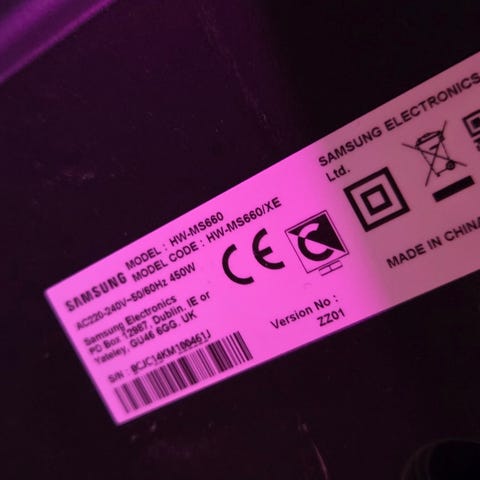 SAMSUNG
MODEL : HW-MS660
MODEL CODE : HW-MS660/XE
AC220-240V~50/60Hz 450W
Samsung Electronics
PO Box 12987, Dublin, IE or
Yateley, GU46 6GG. UK
S/N : 
Version No :
ZZ01
SAMSUNG ELECTRONICS
Ltd.
MADE IN CHINA